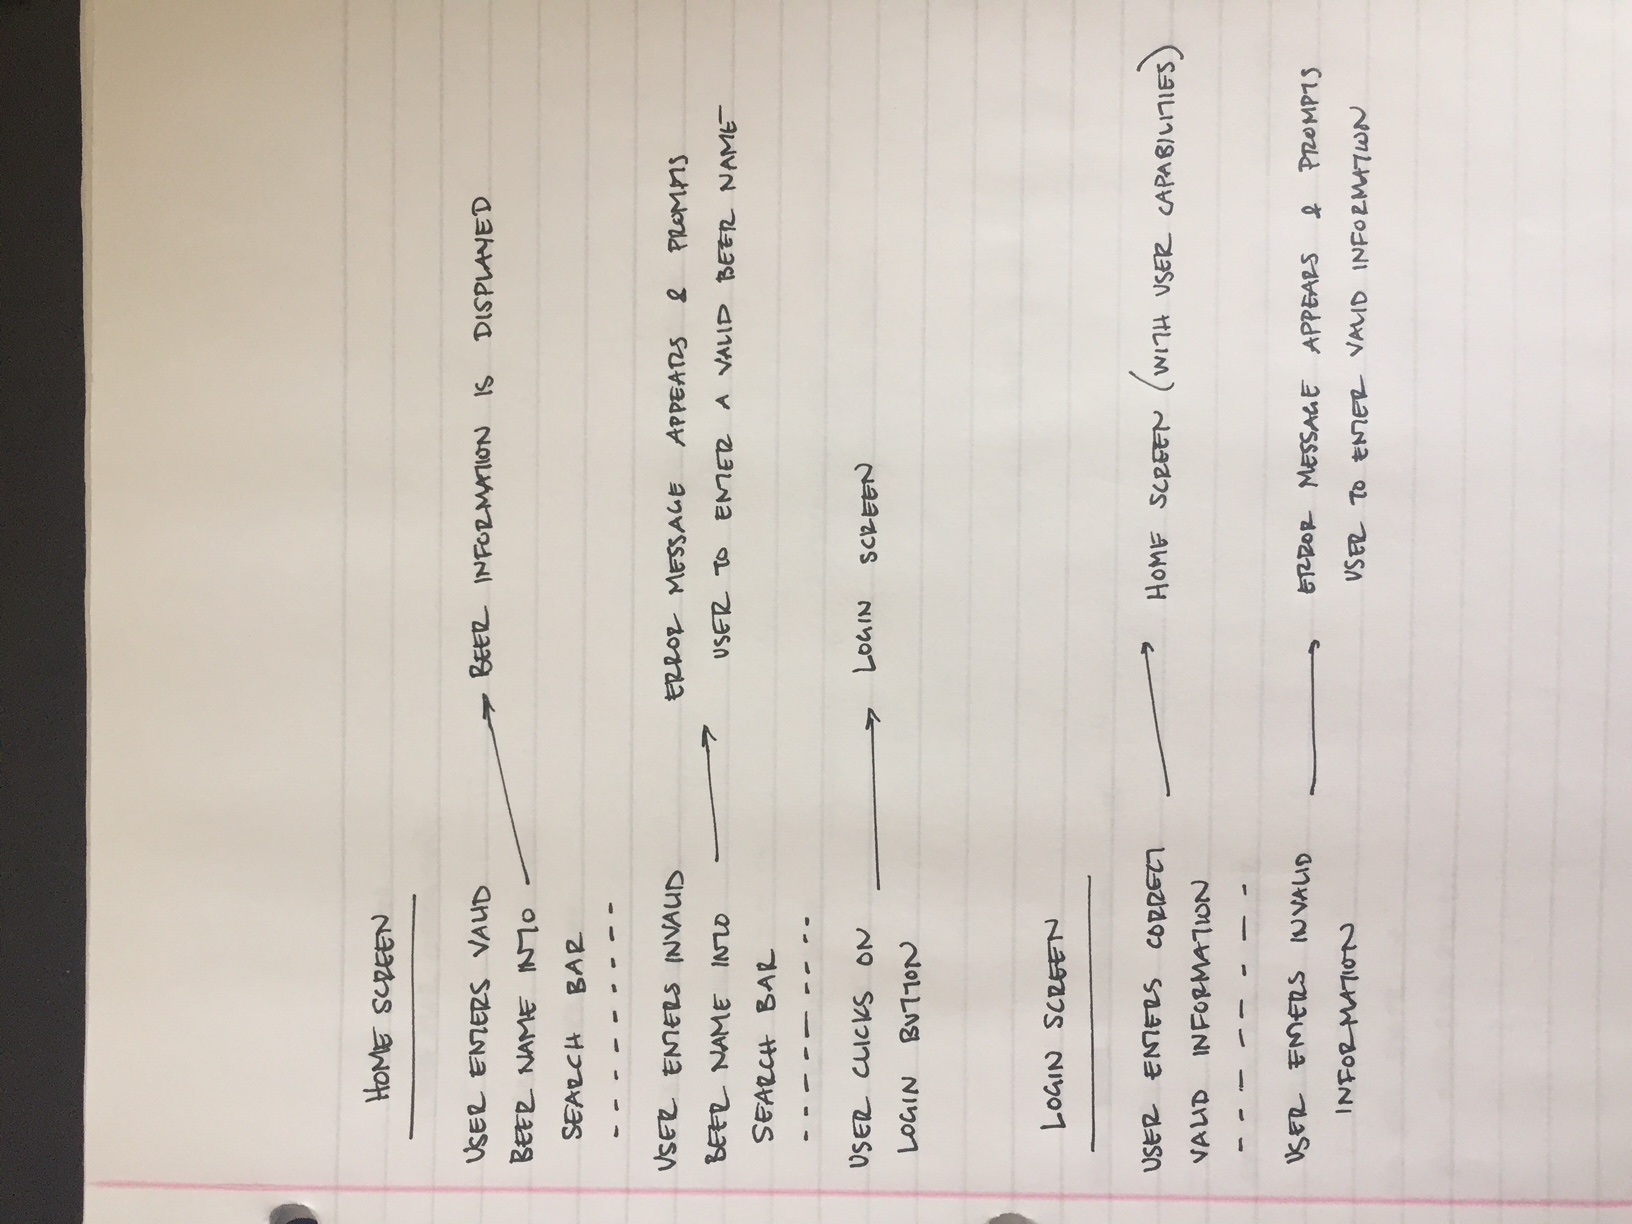 HOME SCREEN
USER ENTERS VALID
BEER NAME INTO
SEARCH BAR
BEER INFORMATION IS DISPLAYED
USER ENTERS INVALID
BEER NAME INTO
SEARCH BAR
ERROR MESSAGE APPEARS & PROMPTS
USER TO ENTER A VALID BEER NAME
USER CLICKS ON
LOGIN BUTTON
LOGIN SCREEN
LOGIN SCREEN
USER ENTERS CORRECT
VALID INFORMATION
HOME SCREEN (WITH USER CAPABILITIES)
USER ENTERS INVALID
INFORMATION
ERROR MESSAGE APPEARS & PROMPTS
USER TO ENTER VALID INFORMATION